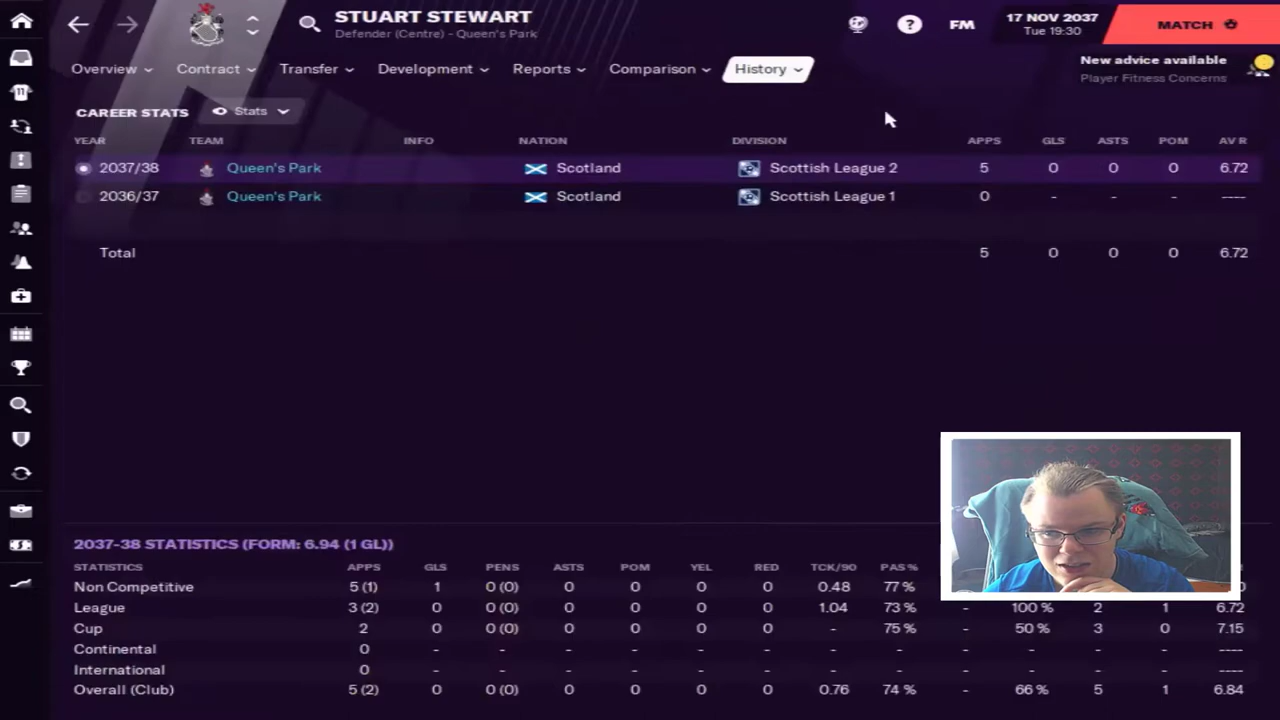 STUART STEWART
Defender (Centre) - Queen's Park
? FM 17 NOV 2037
Tue 19:30
MATCH
Overview Contract Transfer Development Reports Comparison History
New advice available
Player Fitness Concerns
CAREER STATS Stats
YEAR TEAM INFO NATION DIVISION APPS GLS ASTS POM AV R
2037/38 Queen's Park Scotland Scottish League 2 5 0 0 0 6.72
2036/37 Queen's Park Scotland Scottish League 1 0 - - - ----
Total 5 0 0 0 6.72
2037-38 STATISTICS (FORM: 6.94 (1 GL))
STATISTICS APPS GLS PENS ASTS POM YEL RED TCK/90 PAS %
Non Competitive 5 (1) 1 0 (0) 0 0 0 0 0.48 77 %
League 3 (2) 0 0 (0) 0 0 0 0 1.04 73 % - 100 % 2 1 6.72
Cup 2 0 0 (0) 0 0 0 0 - 75 % - 50 % 3 0 7.15
Continental 0 - - - - - - - - - - - - ----
International 0 - - - - - - - - - - - - ----
Overall (Club) 5 (2) 0 0 (0) 0 0 0 0 0.76 74 % - 66 % 5 1 6.84